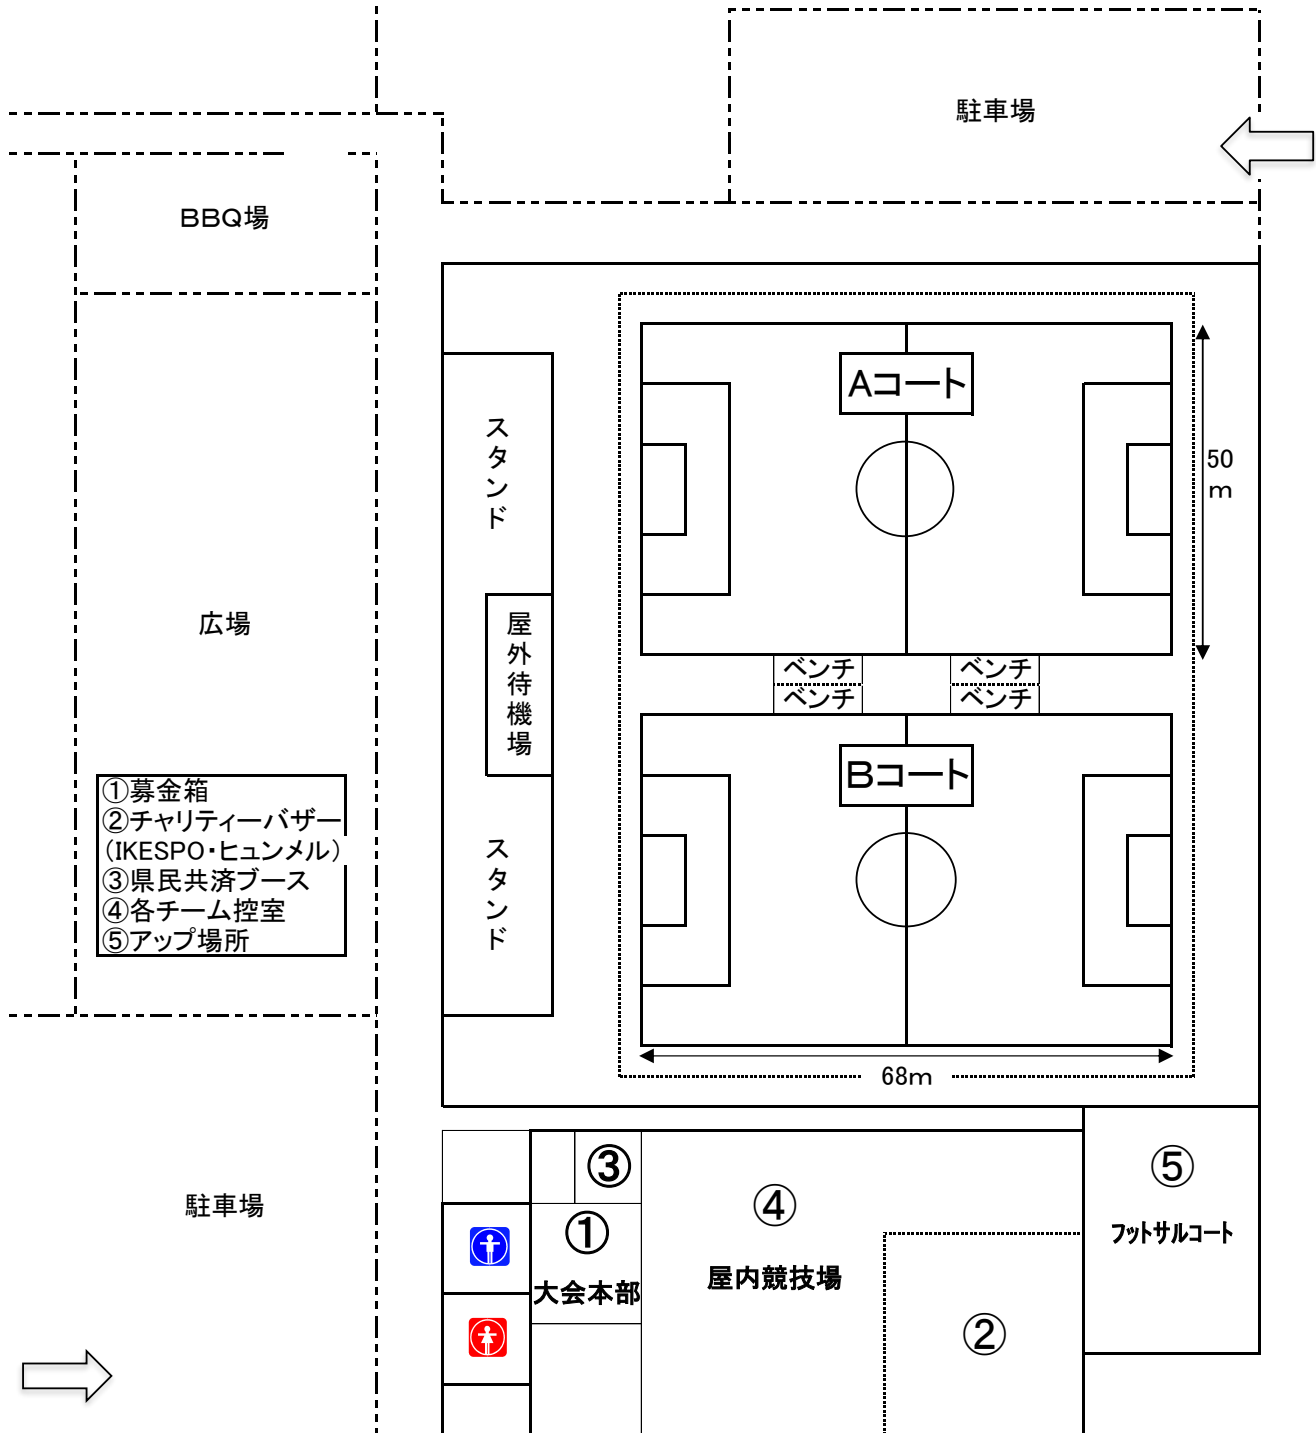 駐車場
BBQ場
Aコート
スタンド
50
m
広場
屋外待機場
ベンチ ベンチ
ベンチ ベンチ
Bコート
①募金箱
②チャリティーバザー
（IKESPO・ヒュンメル）
③県民共済ブース
④各チーム控室
⑤アップ場所
スタンド
68m
③
⑤
駐車場
④
①
フットサルコート
大会本部
屋内競技場
②